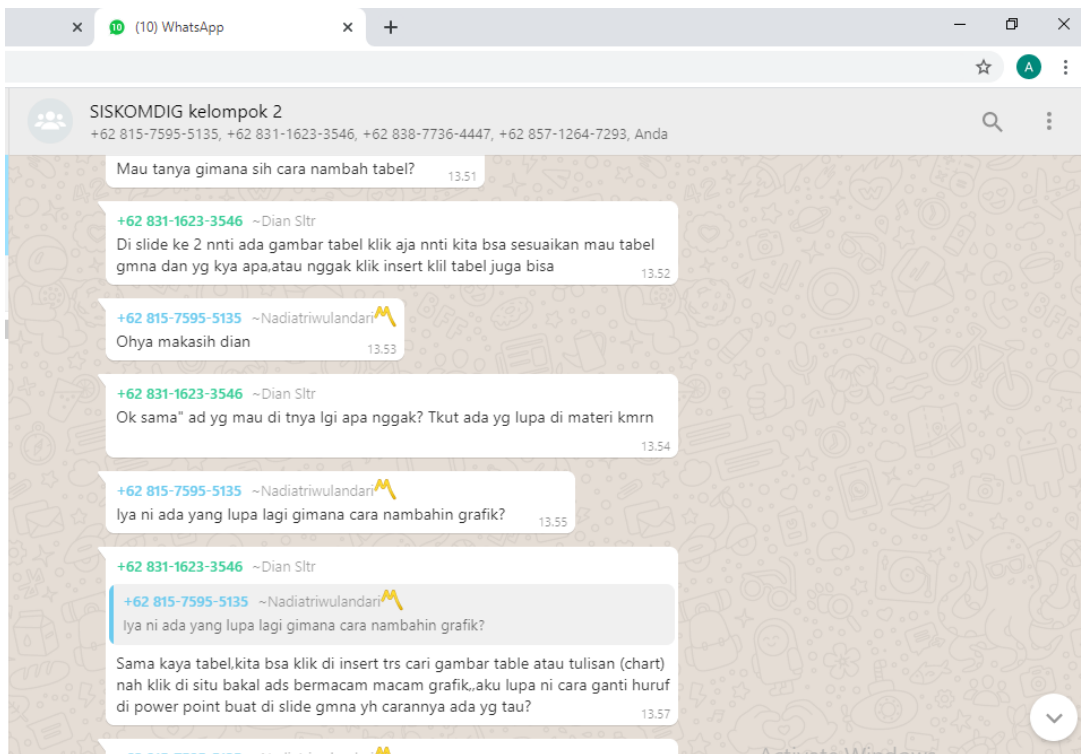 10 (10) WhatsApp
A
SISKOMDIG kelompok 2
+62 815-7595-5135, +62 831-1623-3546, +62 838-7736-4447, +62 857-1264-7293, Anda
Mau tanya gimana sih cara nambah tabel?
13.51
+62 831-1623-3546 ~Dian Sltr
Di slide ke 2 nnti ada gambar tabel klik aja nnti kita bsa sesuaikan mau tabel
gmna dan yg kya apa,atau nggak klik insert klil tabel juga bisa
13.52
+62 815-7595-5135 ~Nadiatriwulandari
Ohya makasih dian
13.53
+62 831-1623-3546 ~Dian Sltr
Ok sama" ad yg mau di tnya lgi apa nggak? Tkut ada yg lupa di materi kmrn
13.54
+62 815-7595-5135 ~Nadiatriwulandari
Iya ni ada yang lupa lagi gimana cara nambahin grafik?
13.55
+62 831-1623-3546 ~Dian Sltr
+62 815-7595-5135 ~Nadiatriwulandari
Iya ni ada yang lupa lagi gimana cara nambahin grafik?
Sama kaya tabel,kita bsa klik di insert trs cari gambar table atau tulisan (chart)
nah klik di situ bakal ads bermacam macam grafik,,aku lupa ni cara ganti huruf
di power point buat di slide gmna yh carannya ada yg tau?
13.57